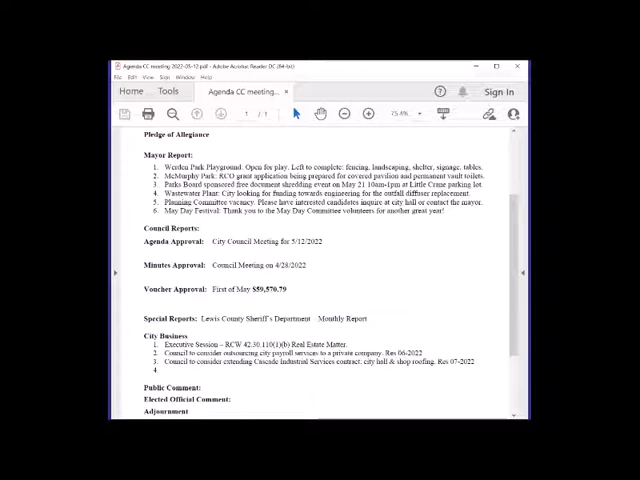 Agenda CC meeting 2022-05-12.pdf - Adobe Acrobat Reader DC (64-bit)
File Edit View Sign Window Help
Home Tools Agenda CC meeting... × Sign In
1 / 1 75.4%
Pledge of Allegiance
Mayor Report:
1. Werden Park Playground: Open for play. Left to complete: fencing, landscaping, shelter, signage, tables.
2. McMurphy Park: RCO grant application being prepared for covered pavilion and permanent vault toilets.
3. Parks Board sponsored free document shredding event on May 21 10am-1pm at Little Crane parking lot.
4. Wastewater Plant: City looking for funding towards engineering for the outfall diffuser replacement.
5. Planning Committee vacancy. Please have interested candidates inquire at city hall or contact the mayor.
6. May Day Festival: Thank you to the May Day Committee volunteers for another great year!
Council Reports:
Agenda Approval: City Council Meeting for 5/12/2022
Minutes Approval: Council Meeting on 4/28/2022
Voucher Approval: First of May $59,570.79
Special Reports: Lewis County Sheriff's Department – Monthly Report
City Business
1. Executive Session – RCW 42.30.110(1)(b) Real Estate Matter.
2. Council to consider outsourcing city payroll services to a private company. Res 06-2022
3. Council to consider extending Cascade Industrial Services contract: city hall & shop roofing. Res 07-2022
4.
Public Comment:
Elected Official Comment:
Adjournment